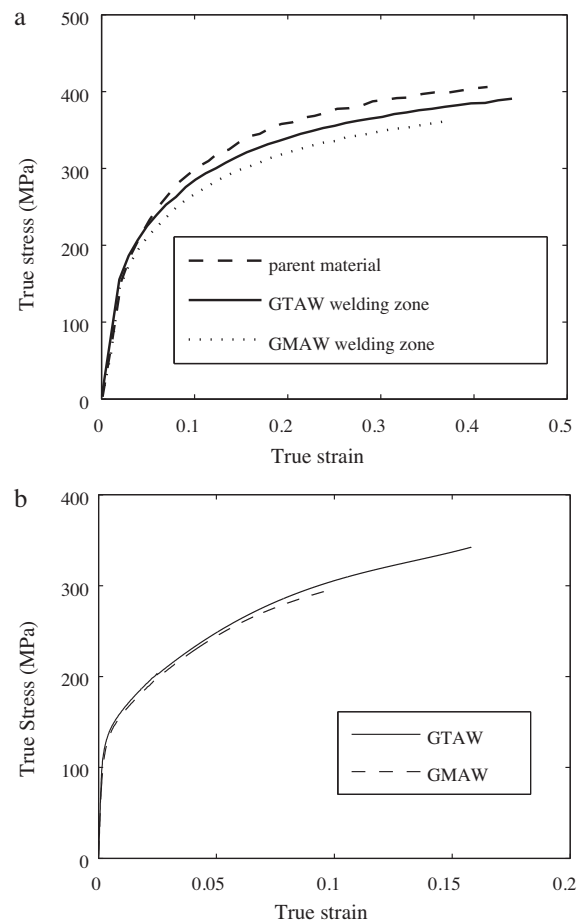 a
500
400
300
200
100
0
True stress (MPa)
parent material
GTAW welding zone
GMAW welding zone
0 0.1 0.2 0.3 0.4 0.5
True strain
b
400
300
200
100
0
True Stress (MPa)
GTAW
GMAW
0 0.05 0.1 0.15 0.2
True strain